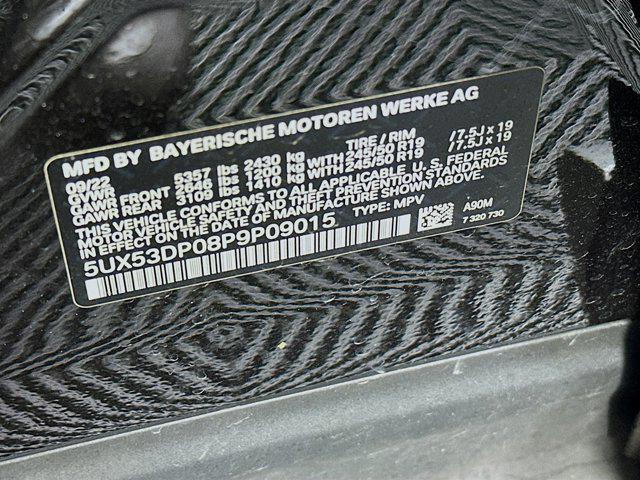 MFD BY BAYERISCHE MOTOREN WERKE AG
09/22 TIRE / RIM
GVWR 5357 lbs 2430 kg
GAWR FRONT 2646 lbs 1200 kg WITH 245/50 R19 /7.5J x 19
GAWR REAR 3109 lbs 1410 kg WITH 245/50 R19 /7.5J x 19
THIS VEHICLE CONFORMS TO ALL APPLICABLE U. S. FEDERAL
MOTOR VEHICLE SAFETY AND THEFT PREVENTION STANDARDS
IN EFFECT ON THE DATE OF MANUFACTURE SHOWN ABOVE.
5UX53DP08P9P09015 TYPE: MPV A90M
7 320 730